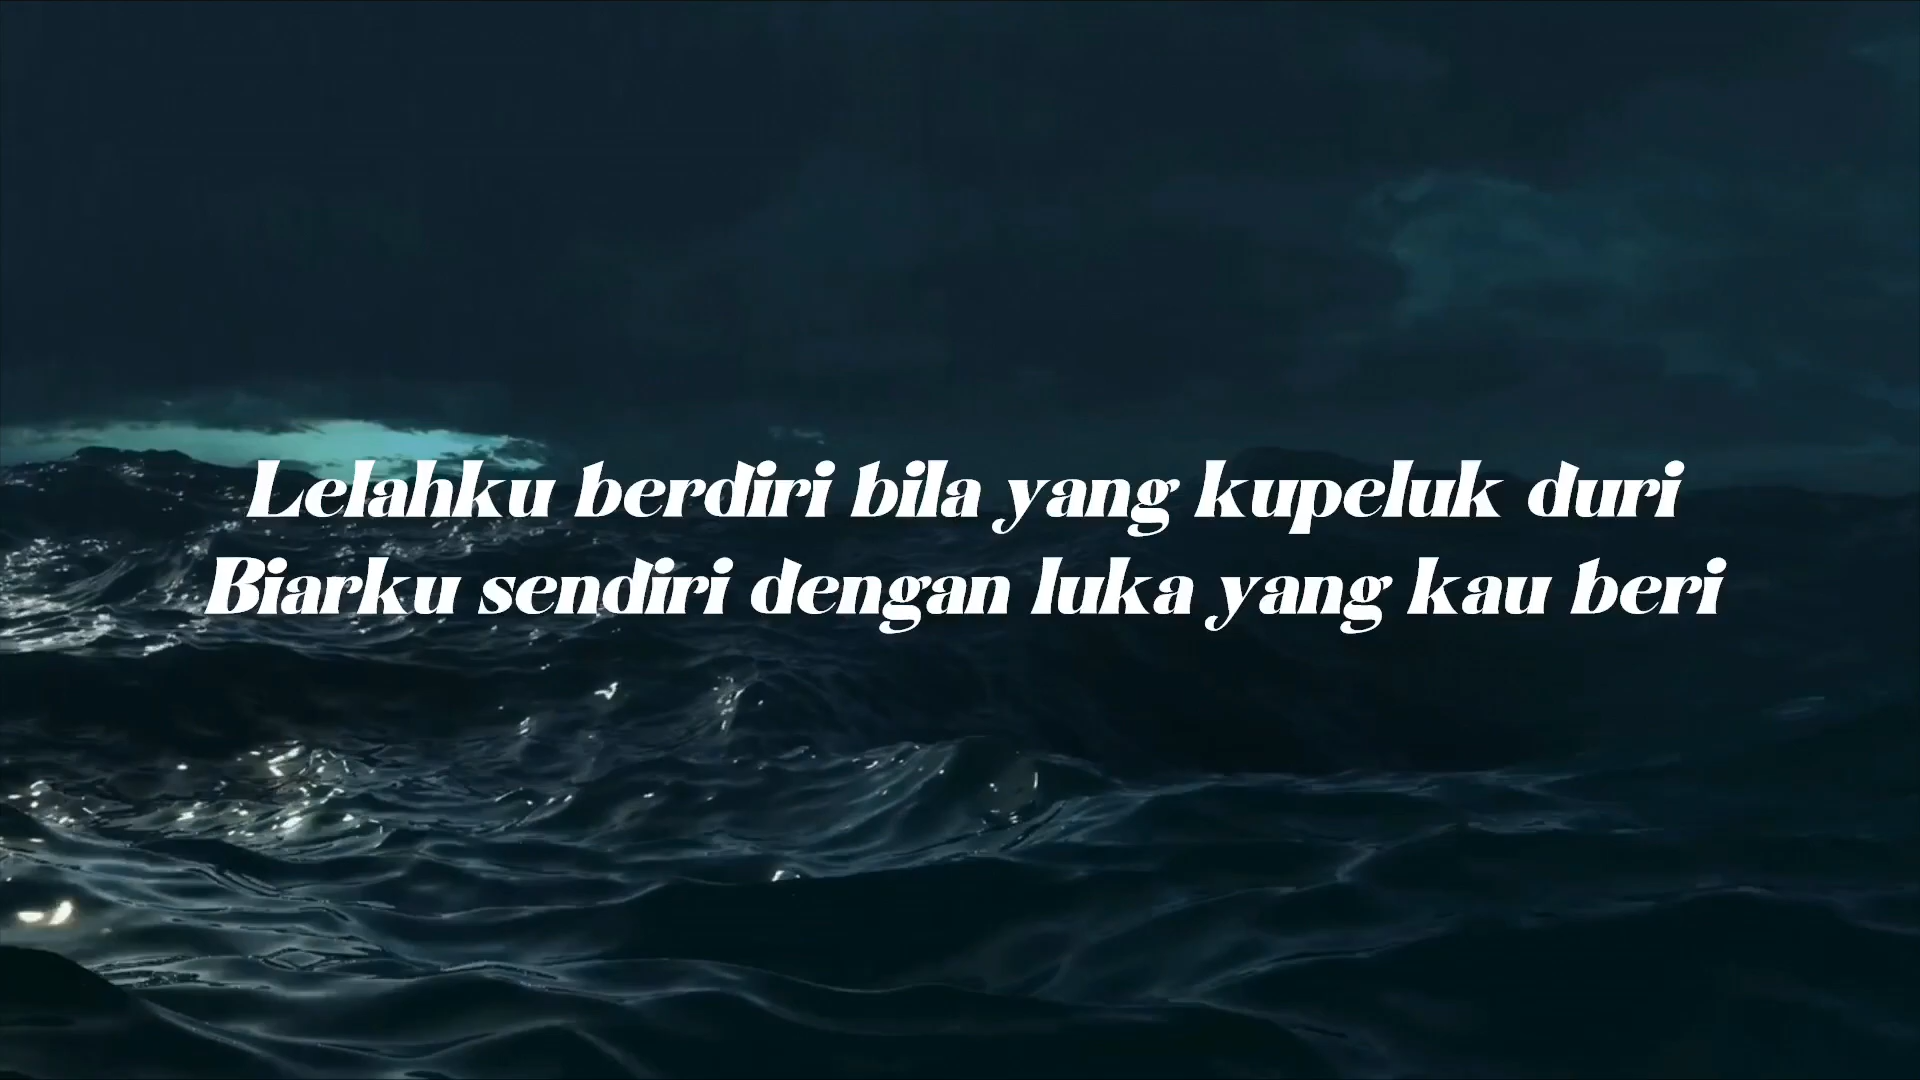 Lelahku berdiri bila yang kupeluk duri
Biarku sendiri dengan luka yang kau beri